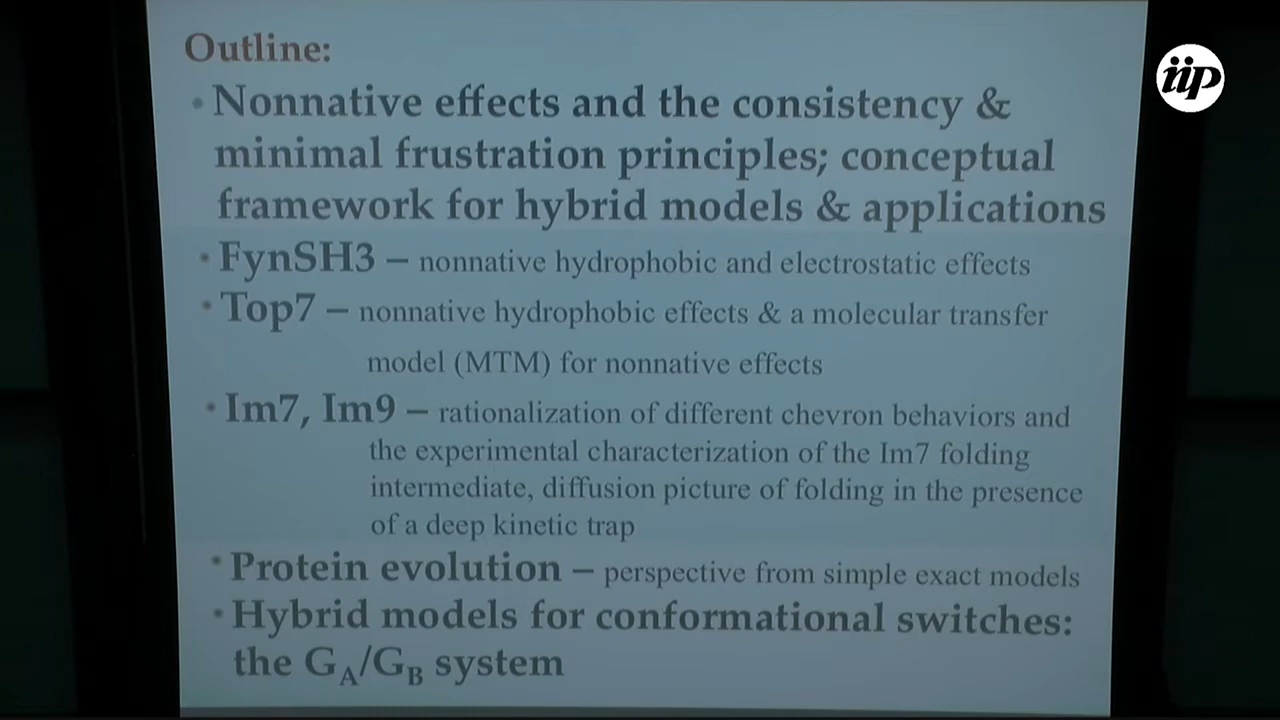 Outline:
• Nonnative effects and the consistency &
minimal frustration principles; conceptual
framework for hybrid models & applications
• FynSH3 – nonnative hydrophobic and electrostatic effects
• Top7 – nonnative hydrophobic effects & a molecular transfer
model (MTM) for nonnative effects
• Im7, Im9 – rationalization of different chevron behaviors and
the experimental characterization of the Im7 folding
intermediate, diffusion picture of folding in the presence
of a deep kinetic trap
• Protein evolution – perspective from simple exact models
• Hybrid models for conformational switches:
the GA/GB system
iip